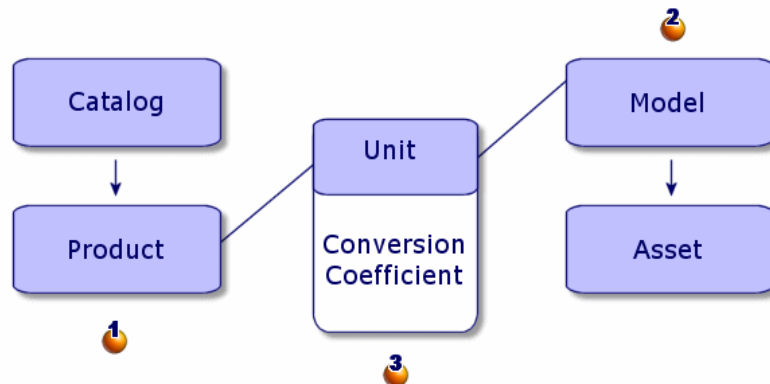 2
Catalog
Model
Unit
Product
Conversion
Coefficient
Asset
1
3